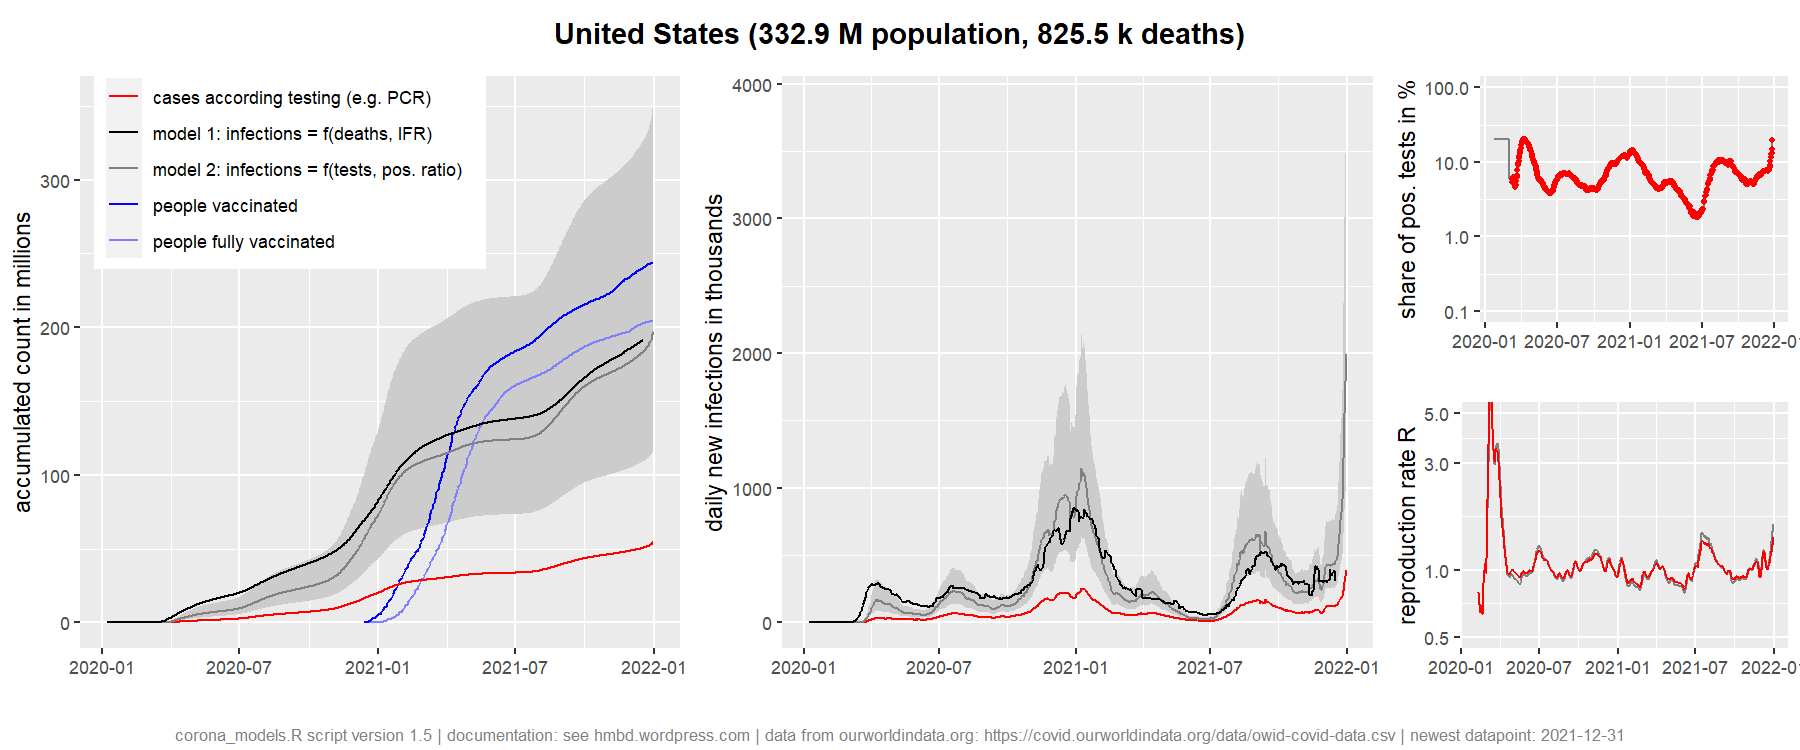 United States (332.9 M population, 825.5 k deaths)
accumulated count in millions
300
200
100
0
cases according testing (e.g. PCR)
model 1: infections = f(deaths, IFR)
model 2: infections = f(tests, pos. ratio)
people vaccinated
people fully vaccinated
2020-01 2020-07 2021-01 2021-07 2022-01
daily new infections in thousands
4000
3000
2000
1000
0
2020-01 2020-07 2021-01 2021-07 2022-01
share of pos. tests in %
100.0
10.0
1.0
0.1
2020-01 2020-07 2021-01 2021-07 2022-01
reproduction rate R
5.0
3.0
1.0
0.5
2020-01 2020-07 2021-01 2021-07 2022-01
corona_models.R script version 1.5 | documentation: see hmbd.wordpress.com | data from ourworldindata.org: https://covid.ourworldindata.org/data/owid-covid-data.csv | newest datapoint: 2021-12-31